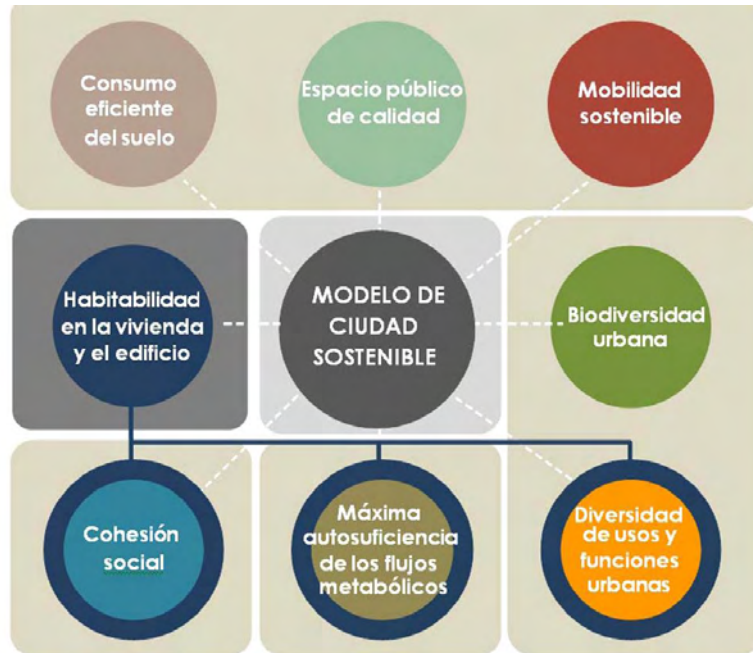 Consumo
eficiente
del suelo
Espacio público
de calidad
Mobilidad
sostenible
Habitabilidad
en la vivienda
y el edificio
MODELO DE
CIUDAD
SOSTENIBLE
Biodiversidad
urbana
Cohesión
social
Máxima
autosuficiencia
de los flujos
metabólicos
Diversidad
de usos y
funciones
urbanas